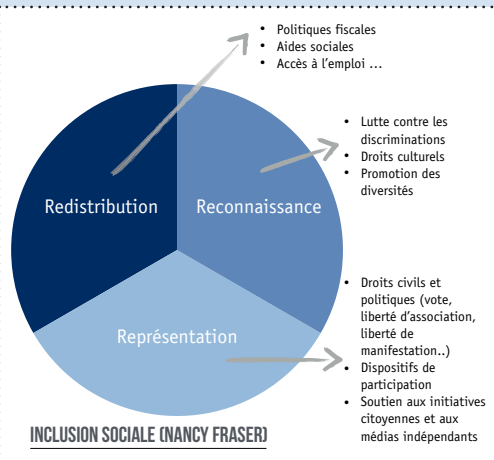 • Politiques fiscales
• Aides sociales
• Accès à l'emploi ...
Redistribution
Reconnaissance
• Lutte contre les
discriminations
• Droits culturels
• Promotion des
diversités
Représentation
• Droits civils et
politiques (vote,
liberté d'association,
liberté de
manifestation..)
• Dispositifs de
participation
• Soutien aux initiatives
citoyennes et aux
médias indépendants
INCLUSION SOCIALE (NANCY FRASER)